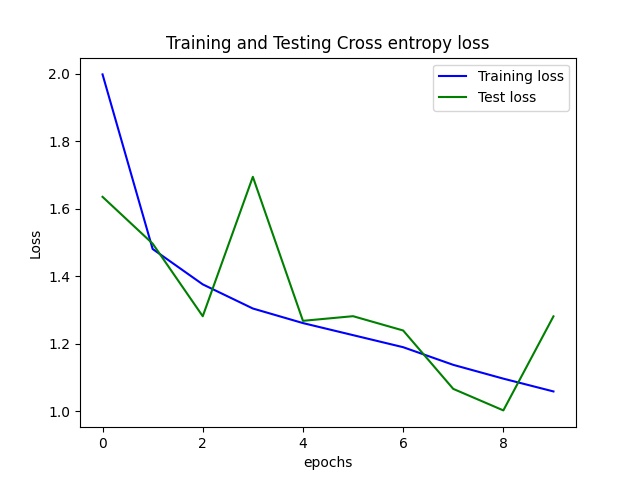 Training and Testing Cross entropy loss
Training loss
Test loss
Loss
2.0
1.8
1.6
1.4
1.2
1.0
0 2 4 6 8
epochs